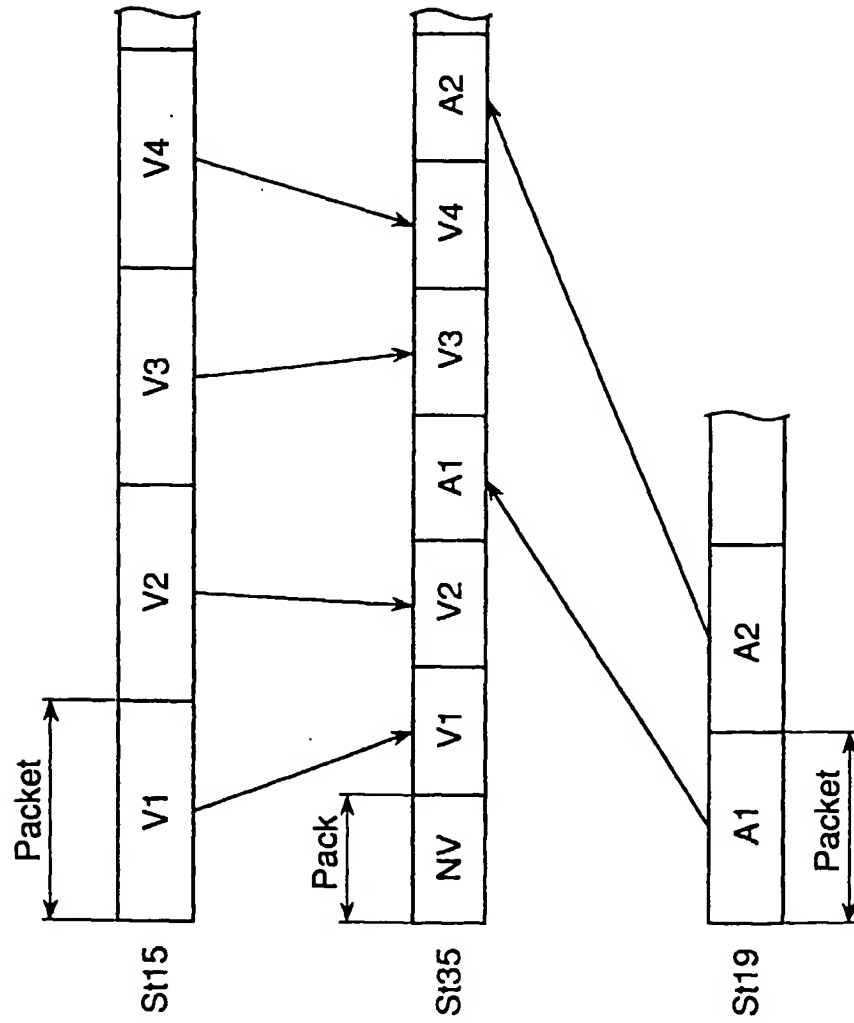 Packet
St15 V1 V2 V3 V4
Pack
St35 NV V1 V2 A1 V3 V4 A2
St19 A1 A2
Packet